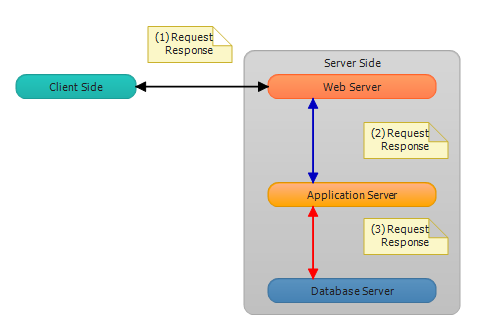 (1) Request
Response
Server Side
Client Side
Web Server
(2) Request
Response
Application Server
(3) Request
Response
Database Server